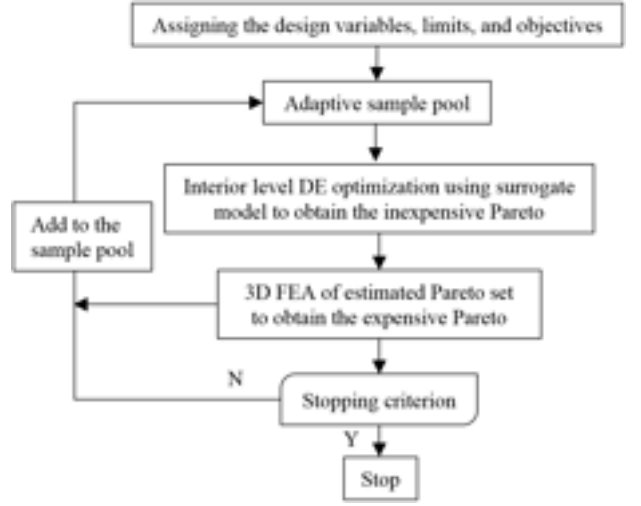 Assigning the design variables, limits, and objectives
Adaptive sample pool
Interior level DE optimization using surrogate
model to obtain the inexpensive Pareto
Add to the
sample pool
3D FEA of estimated Pareto set
to obtain the expensive Pareto
N
Stopping criterion
Y
Stop